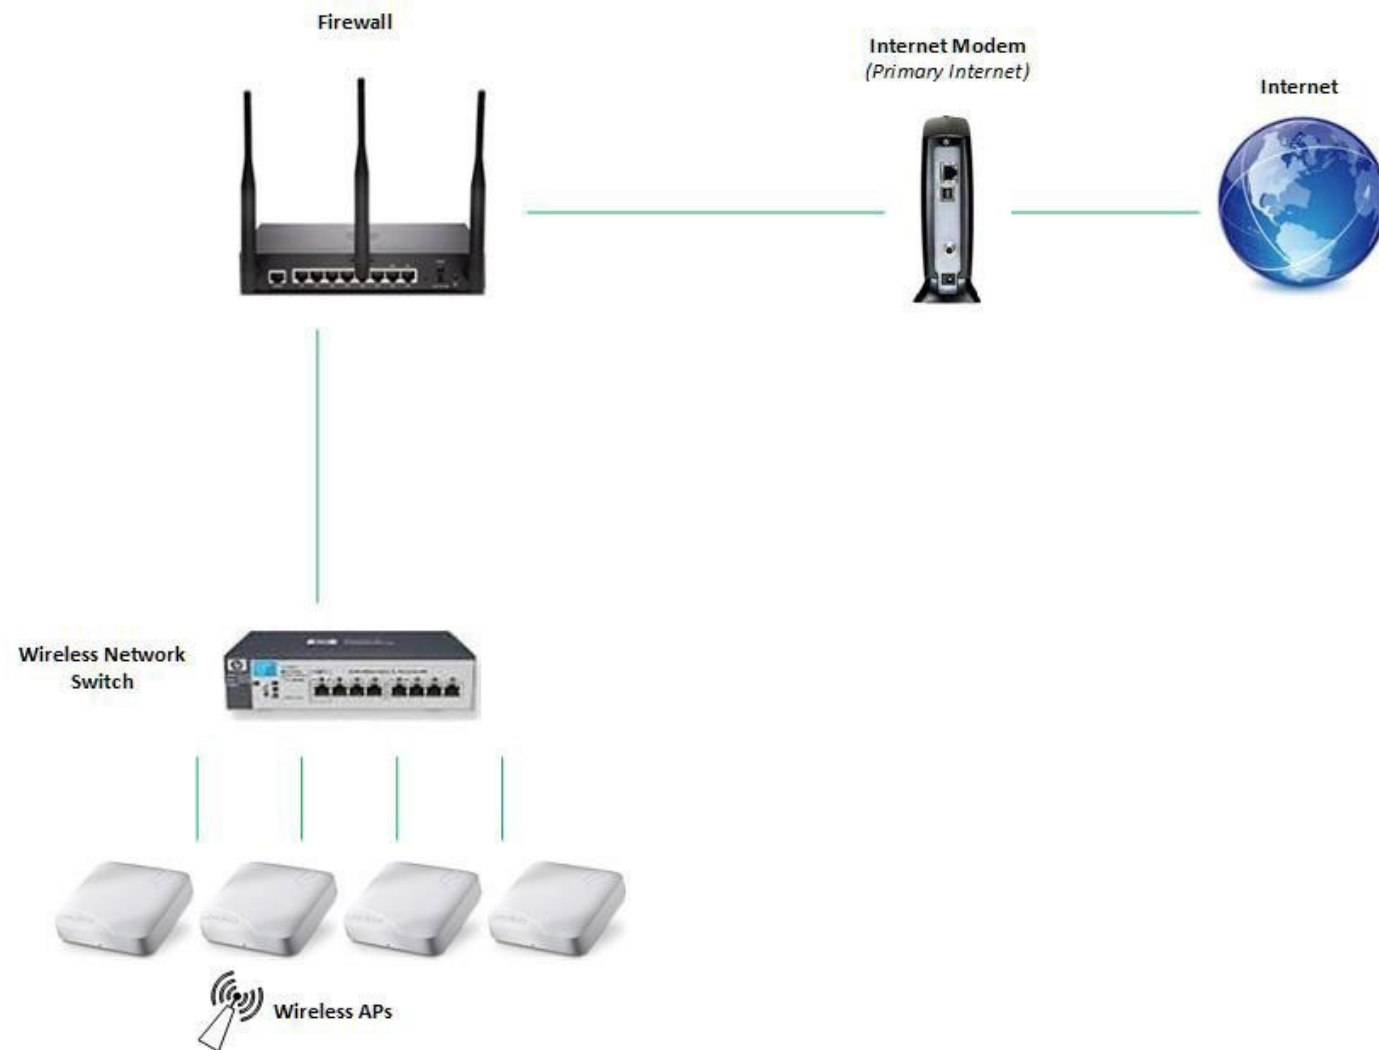 Firewall
Internet Modem
(Primary Internet)
Internet
Wireless Network
Switch
Wireless APs